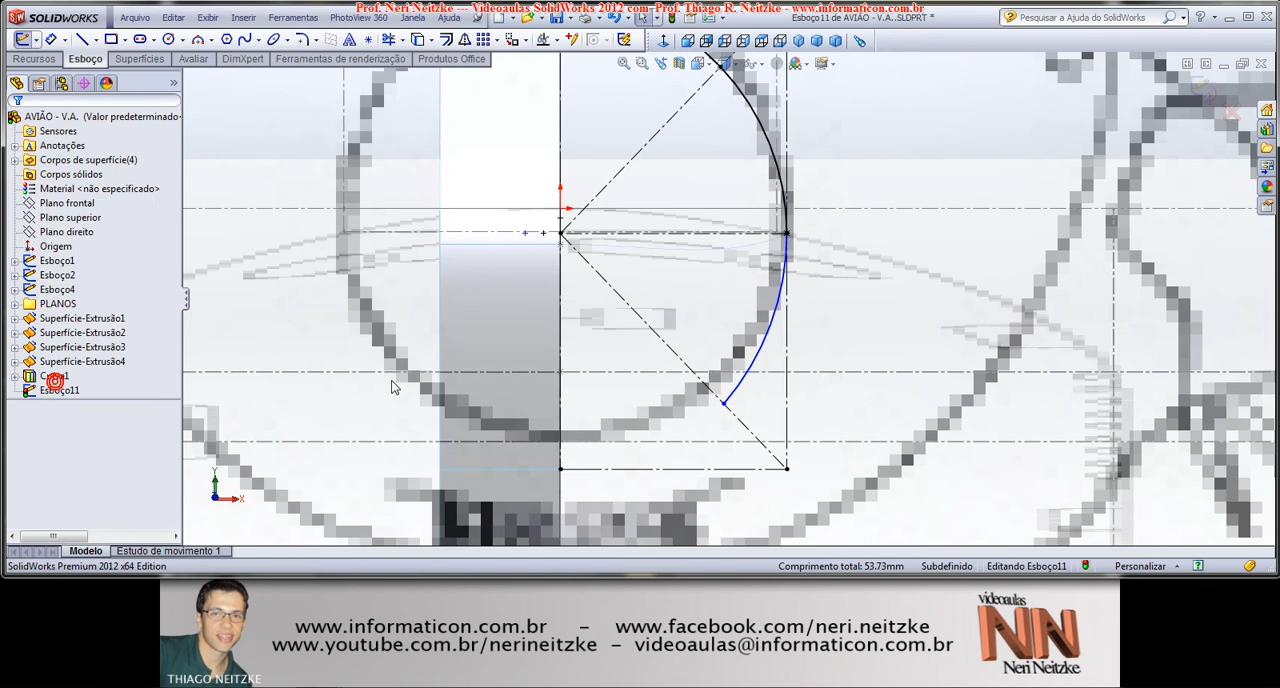 Prof. Neri Neitzke --- Videoaulas SolidWorks 2012 com Prof. Thiago R. Neitzke - www.informaticon.com.br
SOLIDWORKS
Arquivo Editar Exibir Inserir Ferramentas PhotoView 360 Janela Ajuda
Esboço11 de AVIÃO - V.A..SLDPRT *
Pesquisar a Ajuda do SolidWorks
Recursos Esboço Superfícies Avaliar DimXpert Ferramentas de renderização Produtos Office
AVIÃO - V.A. (Valor predeterminado
Sensores
Anotações
Corpos de superfície(4)
Corpos sólidos
Material <não especificado>
Plano frontal
Plano superior
Plano direito
Origem
Esboço1
Esboço2
Esboço4
PLANOS
Superfície-Extrusão1
Superfície-Extrusão2
Superfície-Extrusão3
Superfície-Extrusão4
Esboço11
Y
X
Modelo Estudo de movimento 1
SolidWorks Premium 2012 x64 Edition
Comprimento total: 53.73mm Subdefinido Editando Esboço11 Personalizar
www.informaticon.com.br - www.facebook.com/neri.neitzke
www.youtube.com.br/nerineitzke - videoaulas@informaticon.com.br
THIAGO NEITZKE
videoaulas
NN
Neri Neitzke